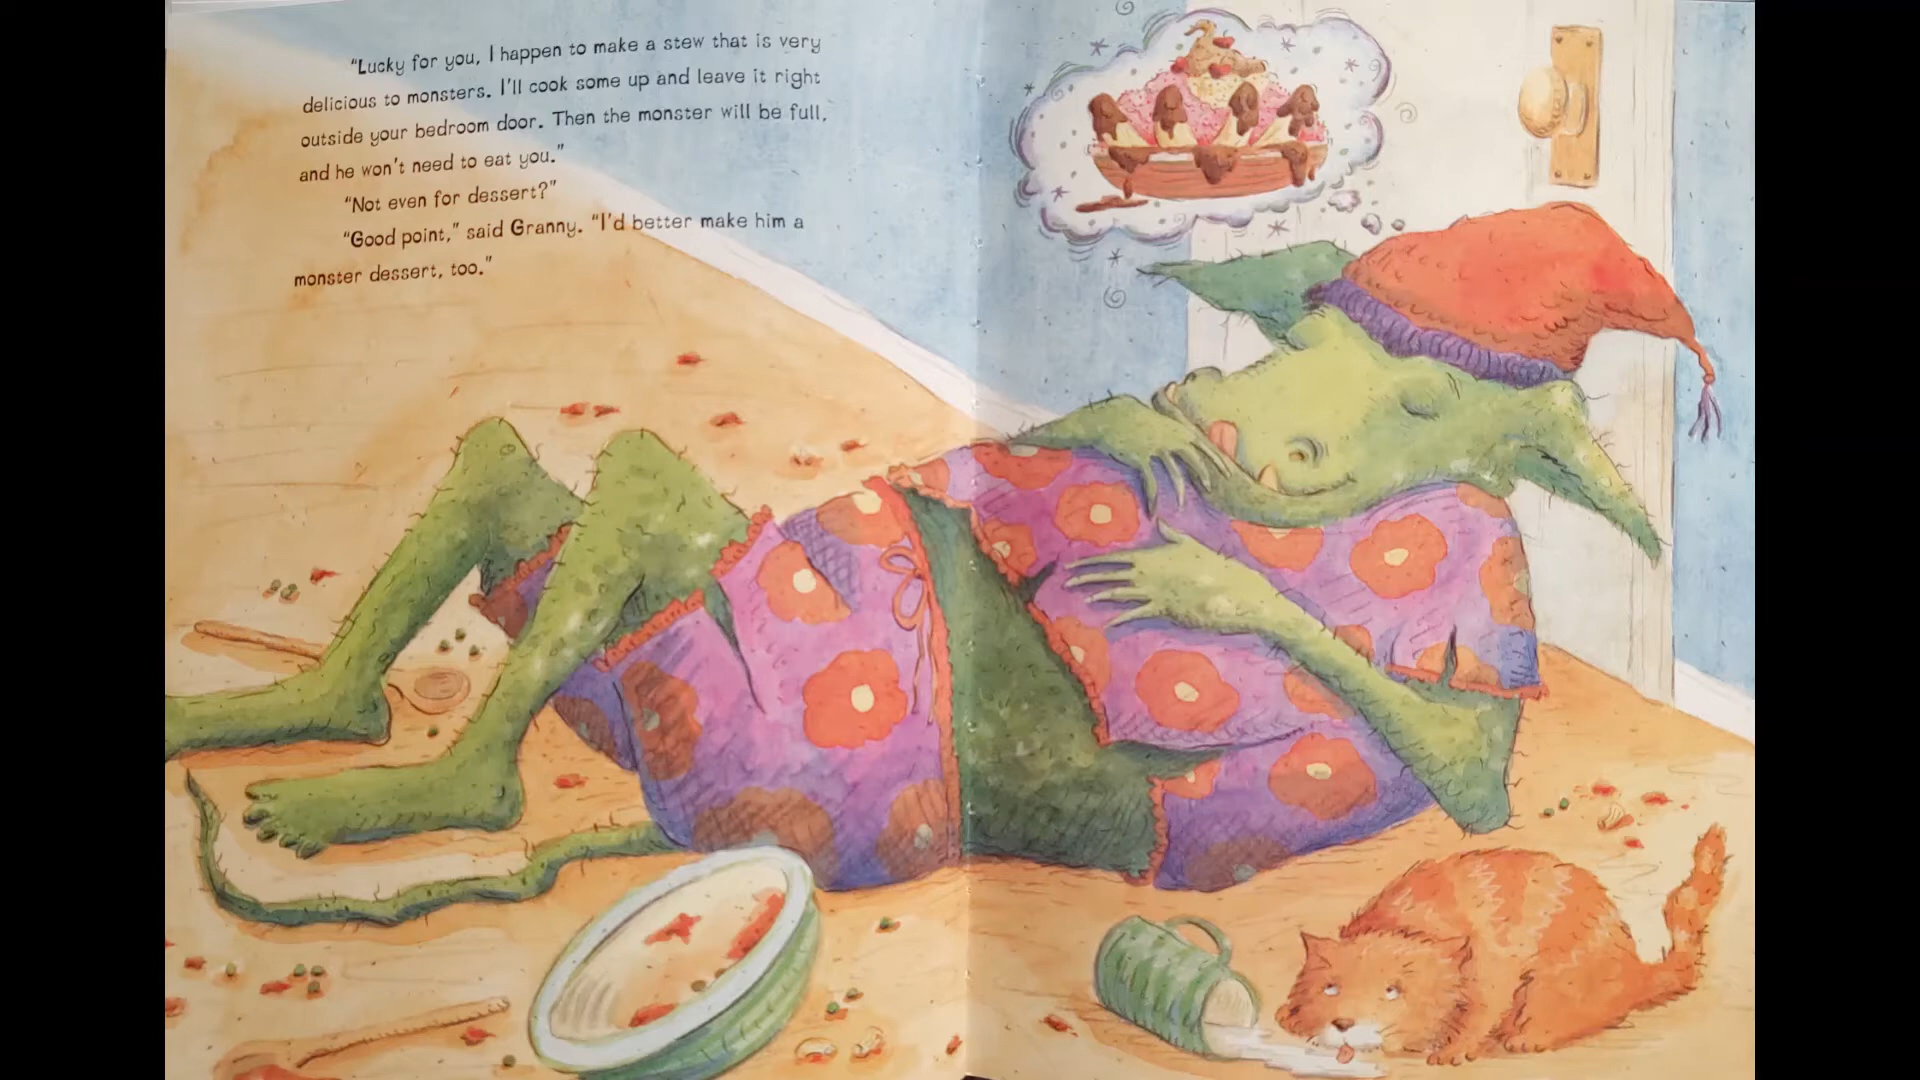 "Lucky for you, I happen to make a stew that is very
delicious to monsters. I'll cook some up and leave it right
outside your bedroom door. Then the monster will be full,
and he won't need to eat you."
"Not even for dessert?"
"Good point," said Granny. "I'd better make him a
monster dessert, too."